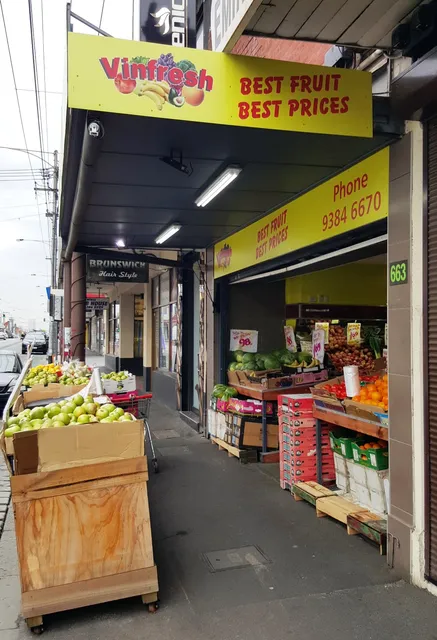 Vinfresh
BEST FRUIT
BEST PRICES
BEST FRUIT
BEST PRICES
Phone
9384 6670
663
BRUNSWICK
Hair Style